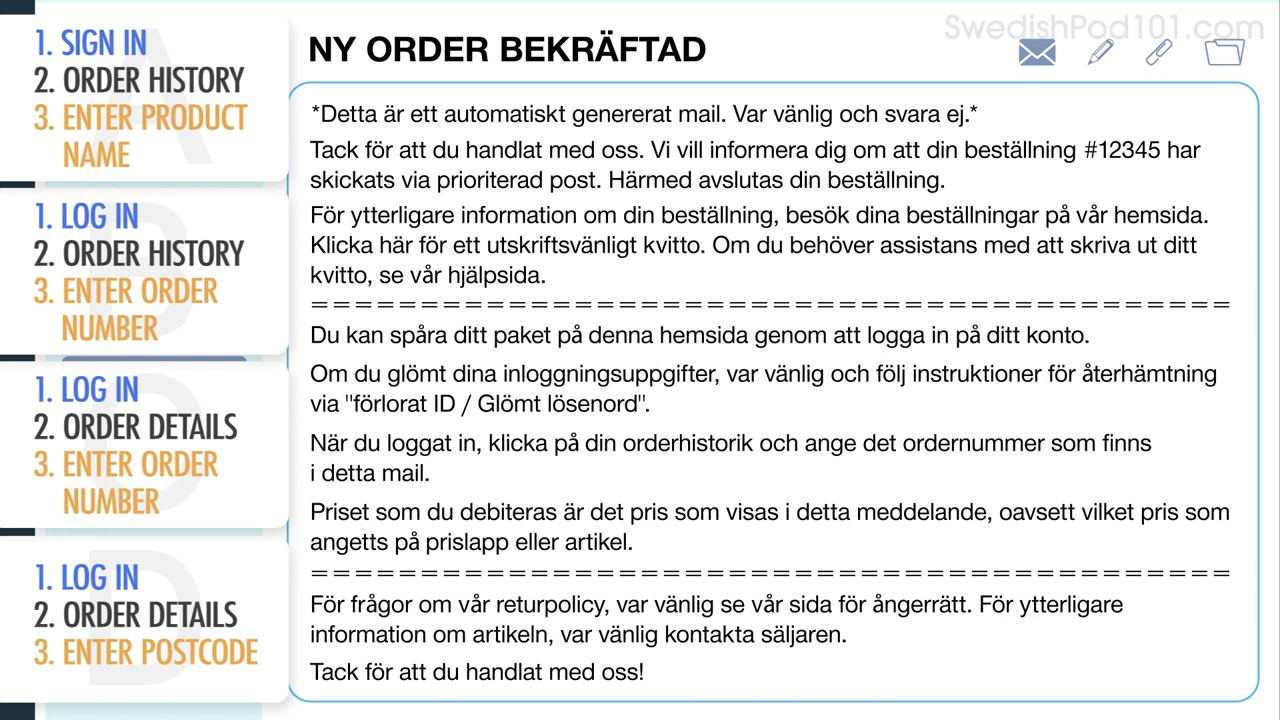 SwedishPod101.com
1. SIGN IN
2. ORDER HISTORY
3. ENTER PRODUCT
NAME
A
1. LOG IN
2. ORDER HISTORY
3. ENTER ORDER
NUMBER
B
1. LOG IN
2. ORDER DETAILS
3. ENTER ORDER
NUMBER
C
1. LOG IN
2. ORDER DETAILS
3. ENTER POSTCODE
D
NY ORDER BEKRÄFTAD
*Detta är ett automatiskt genererat mail. Var vänlig och svara ej.*
Tack för att du handlat med oss. Vi vill informera dig om att din beställning #12345 har
skickats via prioriterad post. Härmed avslutas din beställning.
För ytterligare information om din beställning, besök dina beställningar på vår hemsida.
Klicka här för ett utskriftsvänligt kvitto. Om du behöver assistans med att skriva ut ditt
kvitto, se vår hjälpsida.
==========================================
Du kan spåra ditt paket på denna hemsida genom att logga in på ditt konto.
Om du glömt dina inloggningsuppgifter, var vänlig och följ instruktioner för återhämtning
via "förlorat ID / Glömt lösenord".
När du loggat in, klicka på din orderhistorik och ange det ordernummer som finns
i detta mail.
Priset som du debiteras är det pris som visas i detta meddelande, oavsett vilket pris som
angetts på prislapp eller artikel.
==========================================
För frågor om vår returpolicy, var vänlig se vår sida för ångerrätt. För ytterligare
information om artikeln, var vänlig kontakta säljaren.
Tack för att du handlat med oss!